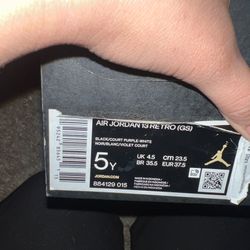 AIR JORDAN 13 RETRO (GS)
BLACK/COURT PURPLE-WHITE
NOIR/BLANC/VIOLET COURT
5Y
UK 4.5 cm 23.5
BR 35.5 EUR 37.5
JORDAN.COM
884129 015